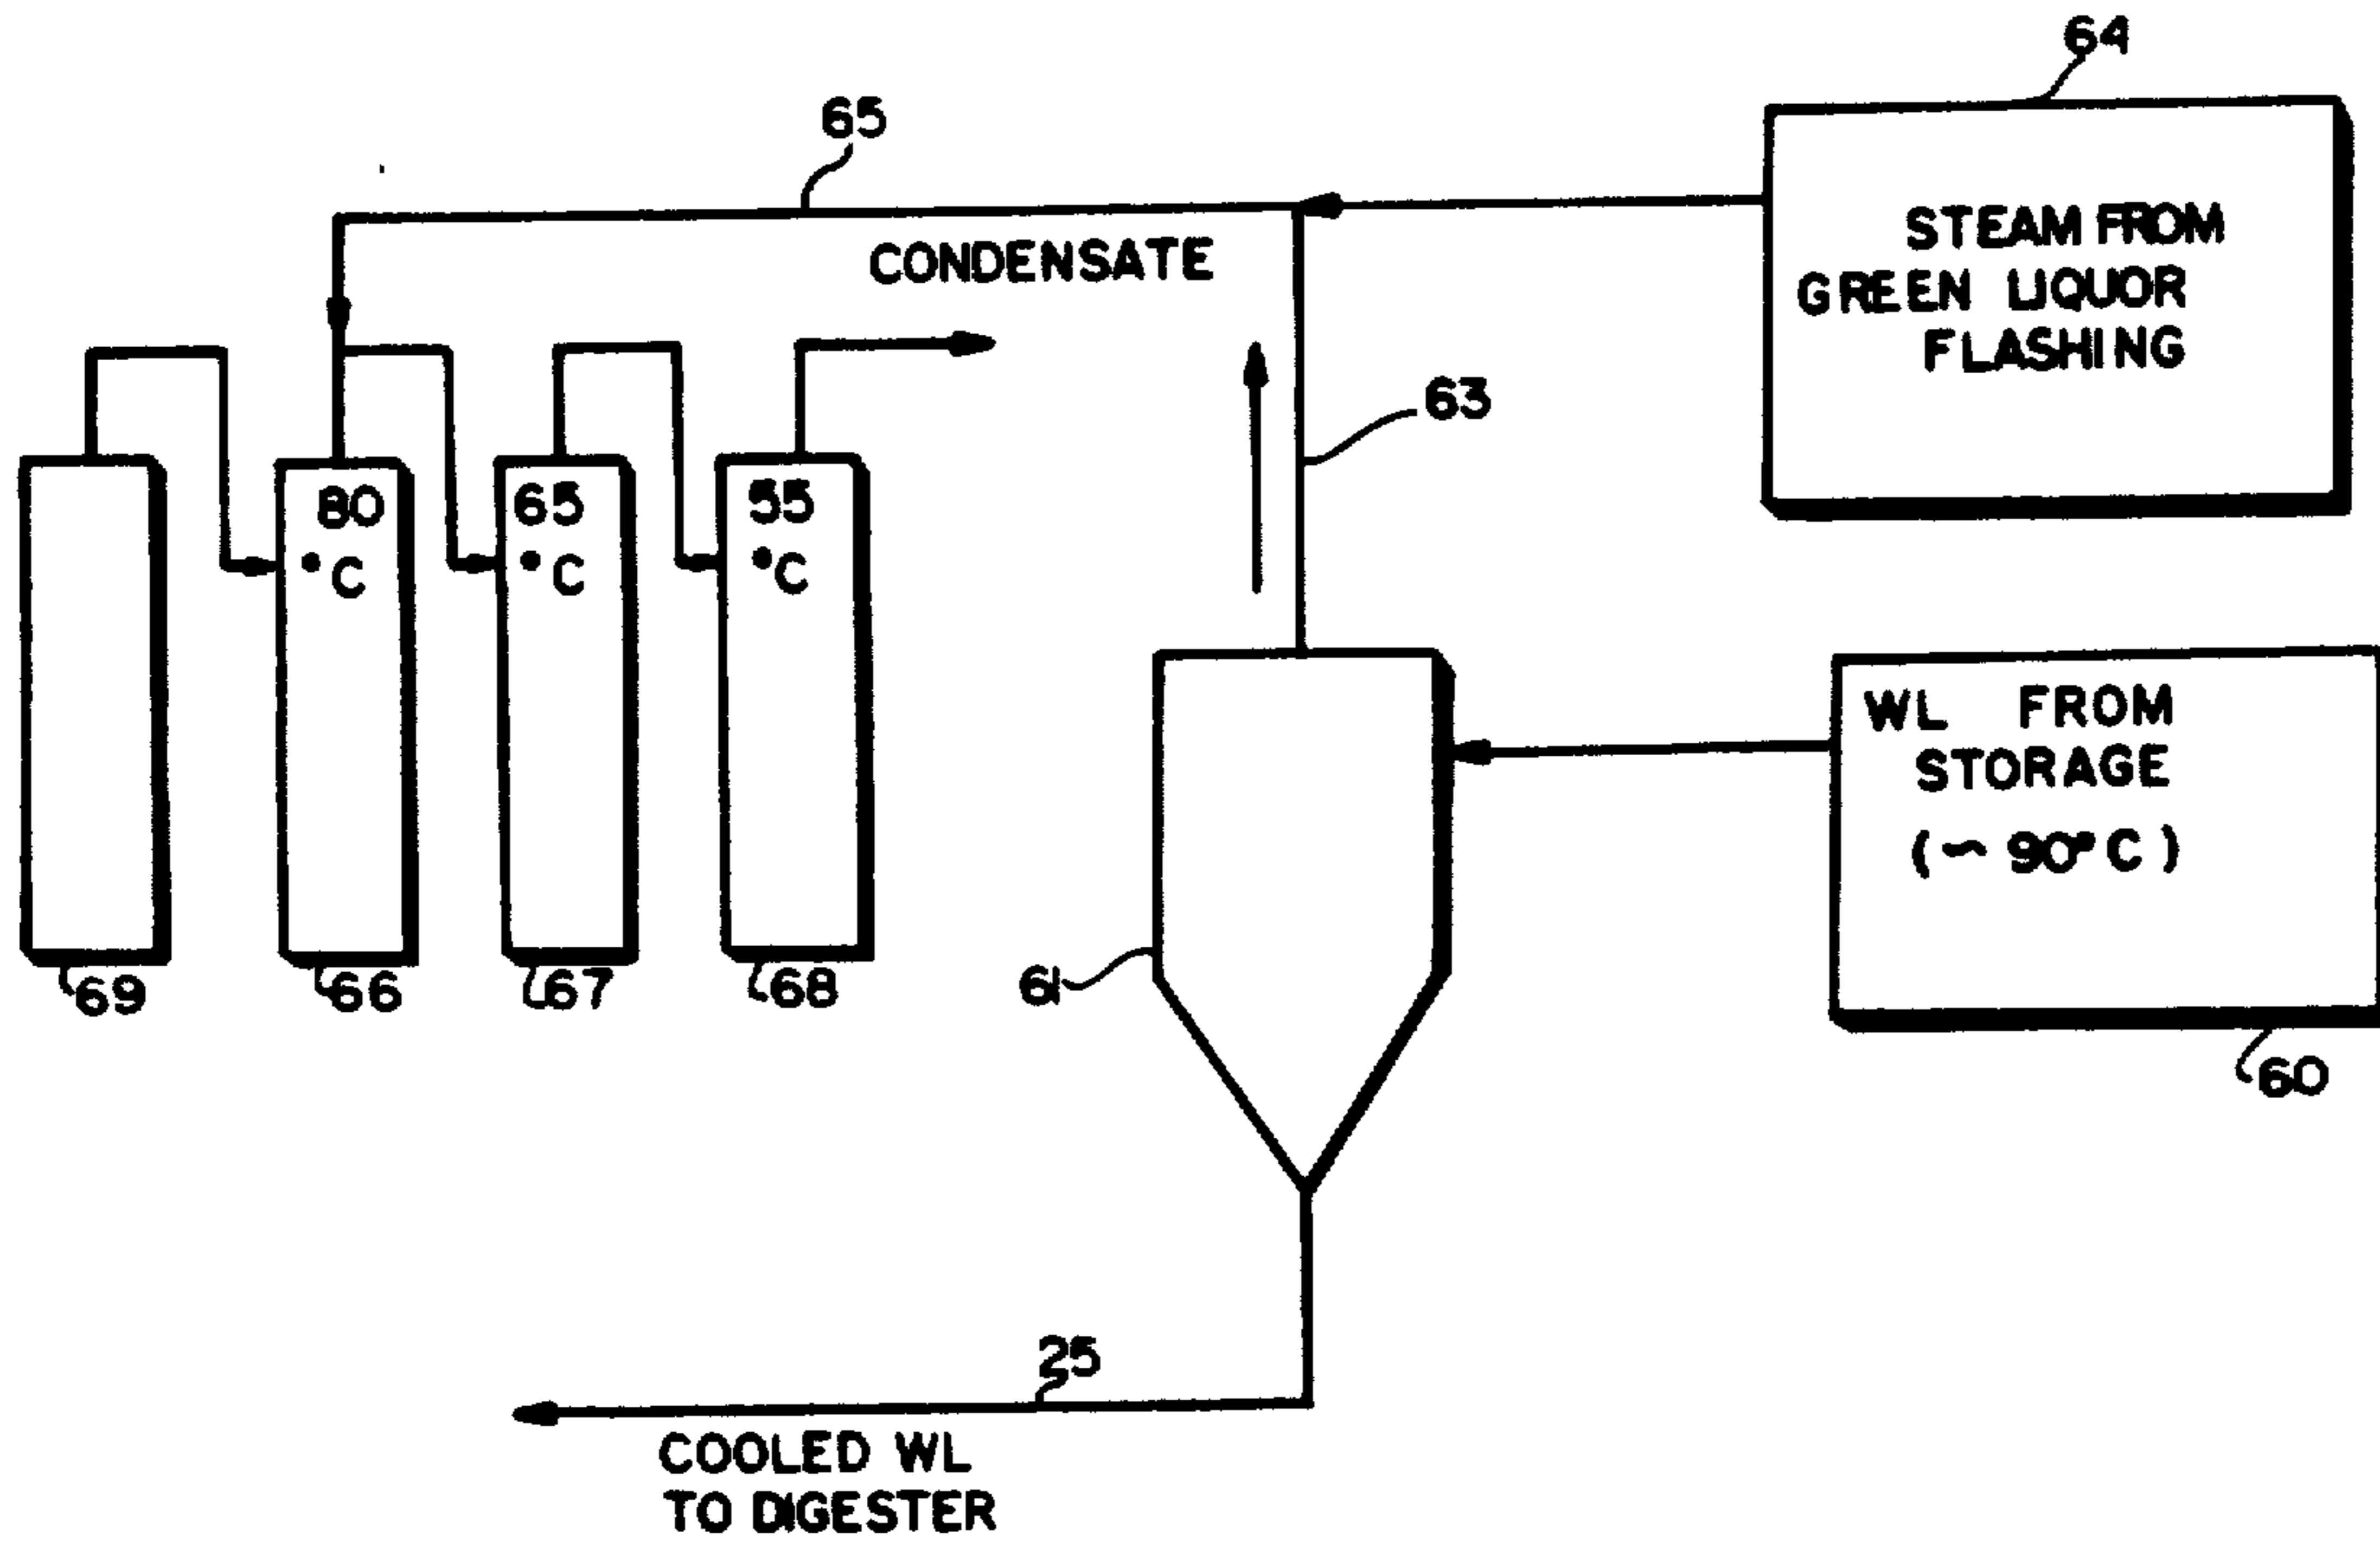 64
65
STEAM FROM
GREEN LIQUOR
FLASHING
CONDENSATE
63
80
°C
65
°C
55
°C
WL FROM
STORAGE
(~ 90°C)
69
66
67
68
61
60
25
COOLED WL
TO DIGESTER